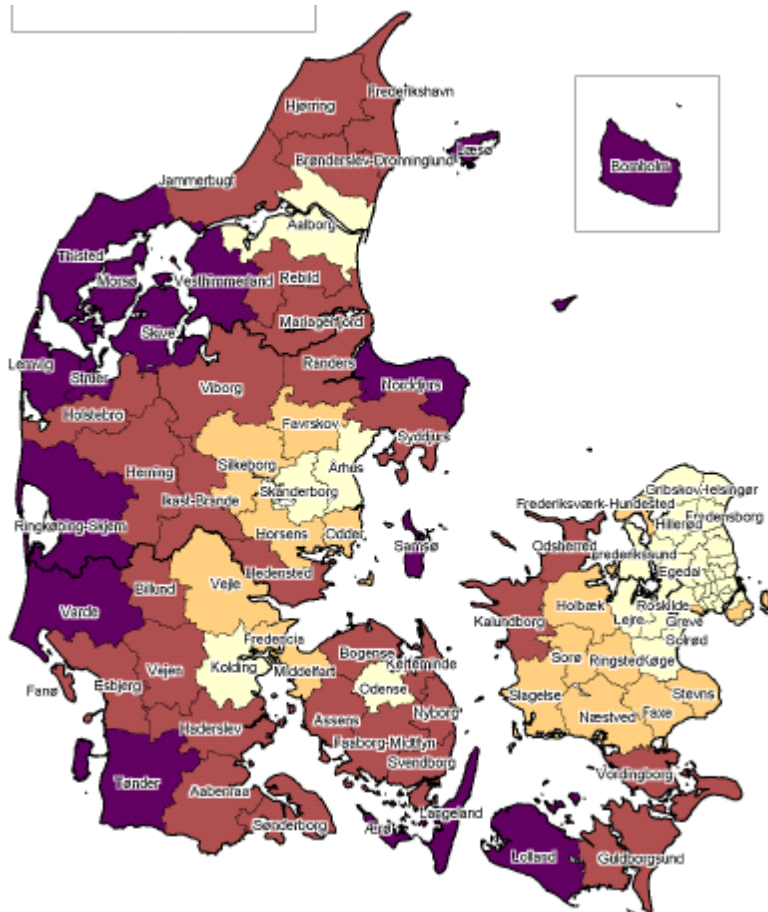 Hjørring
Frederikshavn
Brønderslev-Dronninglund
Læsø
Bornholm
Jammerbugt
Aalborg
Thisted
Morsø
Vesthimmerland
Rebild
Mariagerfjord
Skive
Lemvig
Struer
Randers
Norddjurs
Viborg
Holstebro
Favrskov
Syddjurs
Silkeborg
Århus
Herning
Skanderborg
Ikast-Brande
Gribskov
Helsingør
Frederiksværk-Hundested
Fredensborg
Hillerød
Ringkøbing-Skjern
Horsens
Odder
Samsø
Odsherred
Frederikssund
Egedal
Hedensted
Billund
Vejle
Varde
Holbæk
Roskilde
Kalundborg
Lejre
Greve
Solrød
Fredericia
Bogense
Kolding
Middelfart
Kerteminde
Vejen
Sorø
Ringsted
Køge
Fanø
Esbjerg
Odense
Nyborg
Slagelse
Stevns
Assens
Næstved
Faxe
Haderslev
Faaborg-Midtfyn
Svendborg
Vordingborg
Tønder
Aabenraa
Langeland
Sønderborg
Ærø
Lolland
Guldborgsund